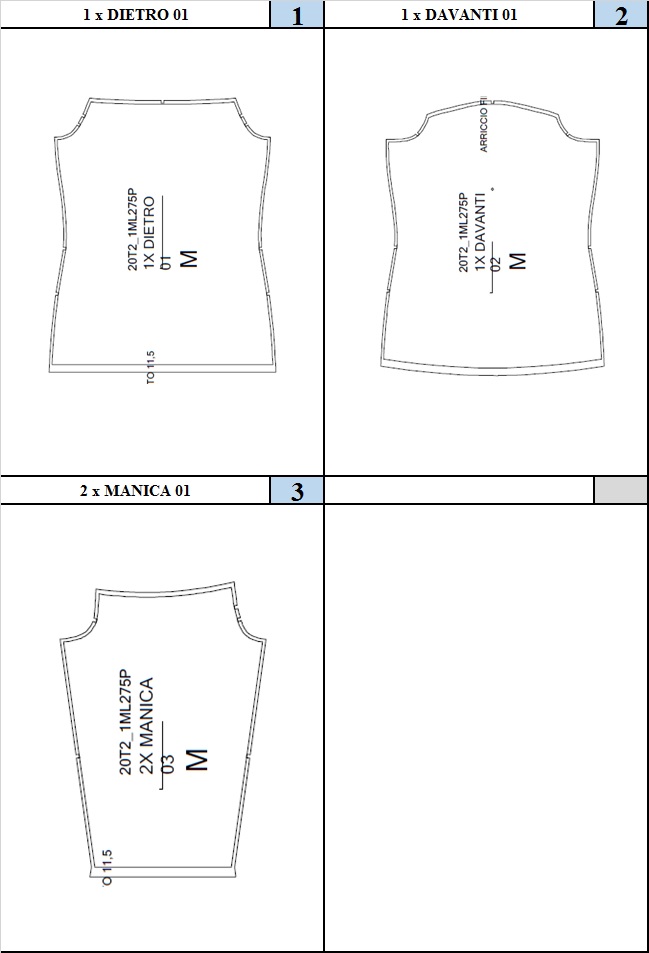 1 x DIETRO 01
1
20T2_1ML275P
1X DIETRO
01
M
TO 11,5
1 x DAVANTI 01
2
ARRICCIO FI
20T2_1ML275P
1X DAVANTI
02
M
2 x MANICA 01
3
20T2_1ML275P
2X MANICA
03
M
O 11,5